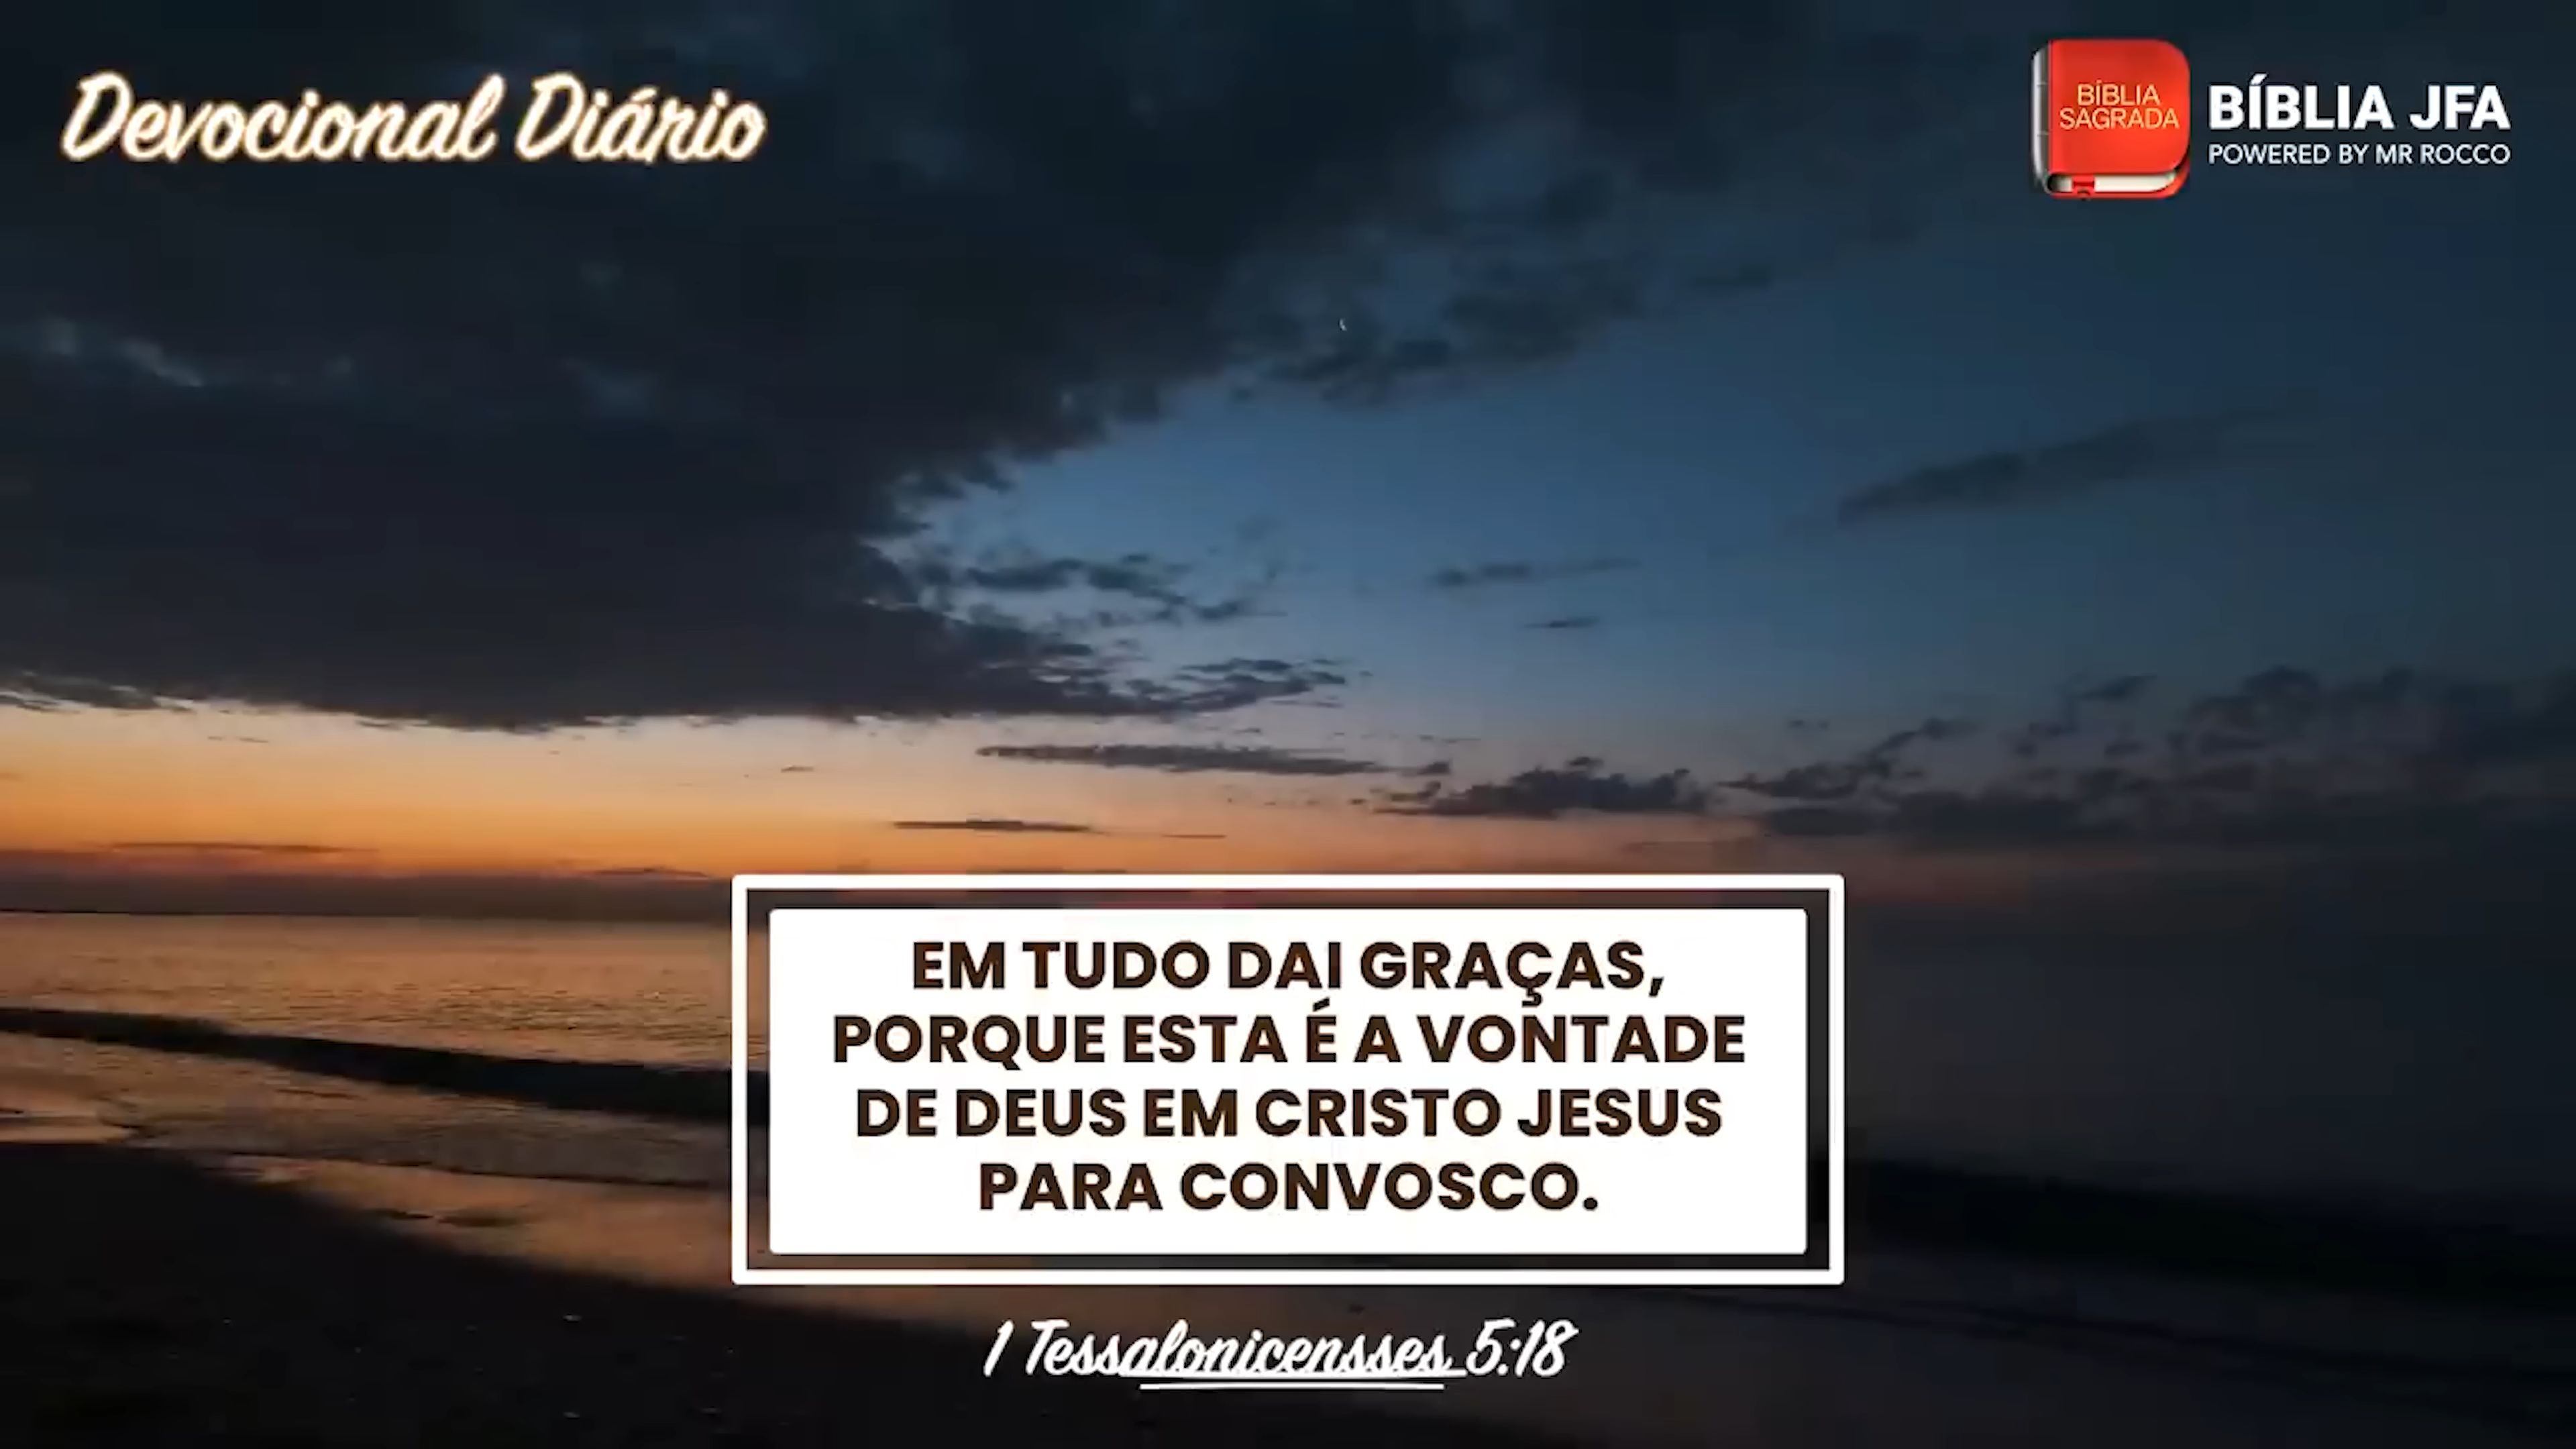 Devocional Diário
BÍBLIA
SAGRADA
BÍBLIA JFA
POWERED BY MR ROCCO
EM TUDO DAI GRAÇAS,
PORQUE ESTA É A VONTADE
DE DEUS EM CRISTO JESUS
PARA CONVOSCO.
1 Tessalonicensses 5:18